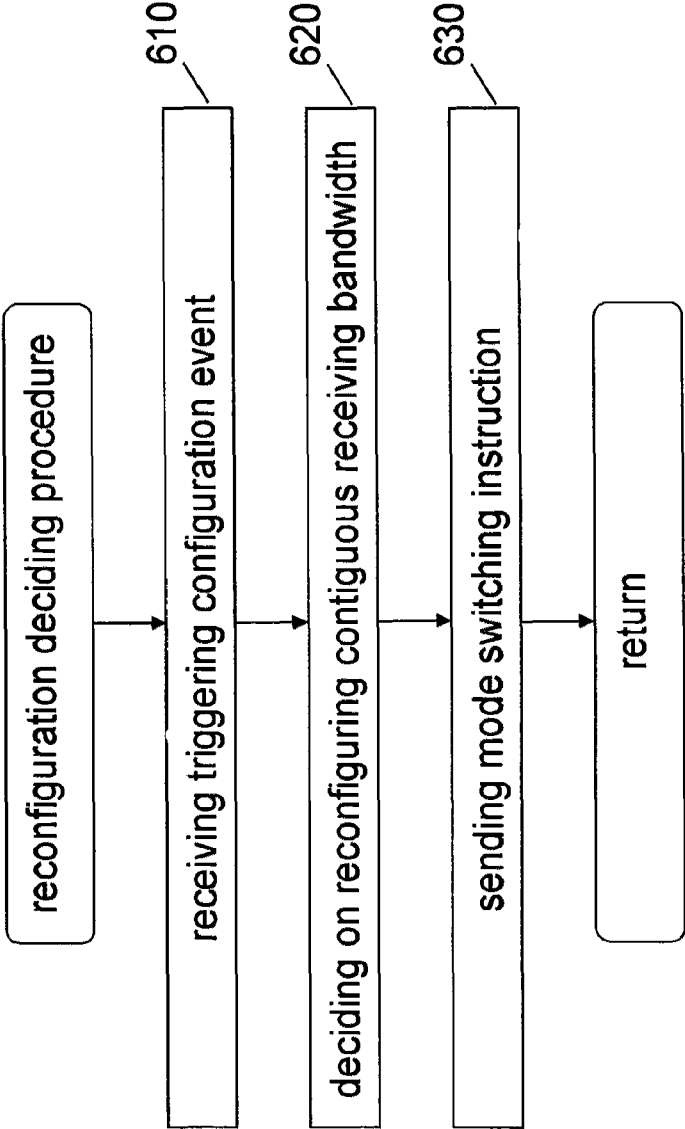 reconfiguration deciding procedure
610
receiving triggering configuration event
620
deciding on reconfiguring contiguous receiving bandwidth
630
sending mode switching instruction
return